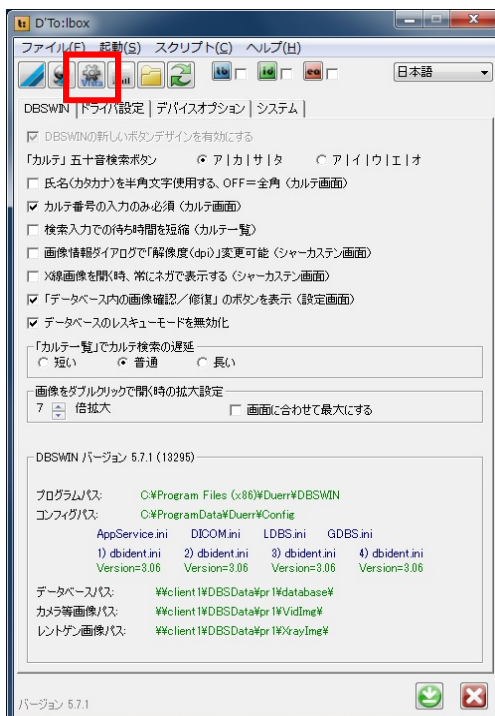 D'To:lbox
ファイル(F) 起動(S) スクリプト(C) ヘルプ(H)
tb id eq 日本語
DBSWIN ドライバ設定 デバイスオプション システム
DBSWINの新しいボタンデザインを有効にする
「カルテ」五十音検索ボタン ア|カ|サ|タ ア|イ|ウ|エ|オ
氏名(カタカナ)を半角文字使用する、OFF=全角 (カルテ画面)
カルテ番号の入力のみ必須 (カルテ画面)
検索入力での待ち時間を短縮 (カルテ一覧)
画像情報ダイアログで「解像度(dpi)」変更可能 (シャーカステン画面)
X線画像を開く時、常にネガで表示する (シャーカステン画面)
「データベース内の画像確認/修復」のボタンを表示 (設定画面)
データベースのレスキューモードを無効化
「カルテ一覧」でカルテ検索の遅延
短い 普通 長い
画像をダブルクリックで開く時の拡大設定
7 倍拡大 画面に合わせて最大にする
DBSWIN バージョン 5.7.1 (13295)
プログラムパス: C:¥Program Files (x86)¥Duerr¥DBSWIN
コンフィグパス: C:¥ProgramData¥Duerr¥Config
AppService.ini DICOM.ini LDBS.ini GDBS.ini
1) dbident.ini 2) dbident.ini 3) dbident.ini 4) dbident.ini
Version=3.06 Version=3.06 Version=3.06 Version=3.06
データベースパス: ¥¥client1¥DBSData¥pr1¥database¥
カメラ等画像パス: ¥¥client1¥DBSData¥pr1¥VidImg¥
レントゲン画像パス: ¥¥client1¥DBSData¥pr1¥XrayImg¥
バージョン 5.7.1